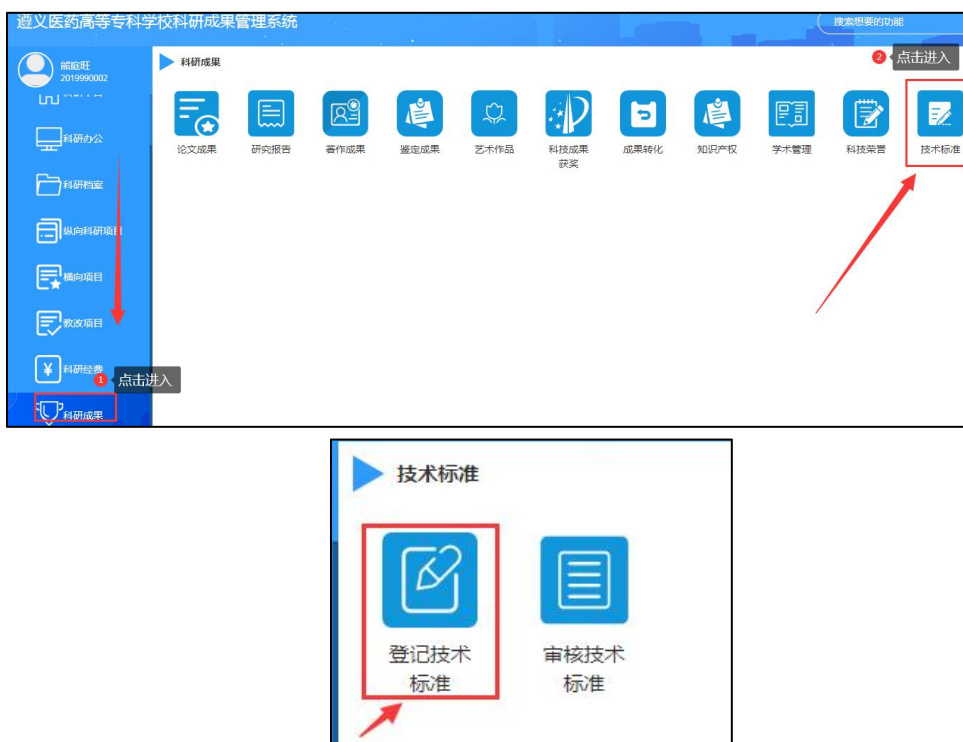 遵义医药高等专科学校科研成果管理系统
搜索想要的功能
2019990002
科研成果
2 点击进入
科研办公
科研档案
纵向科研项目
横向项目
教改项目
科研经费
1 点击进入
科研成果
论文成果
研究报告
著作成果
鉴定成果
艺术作品
科技成果
获奖
成果转化
知识产权
学术管理
科技荣誉
技术标准
技术标准
登记技术
标准
审核技术
标准